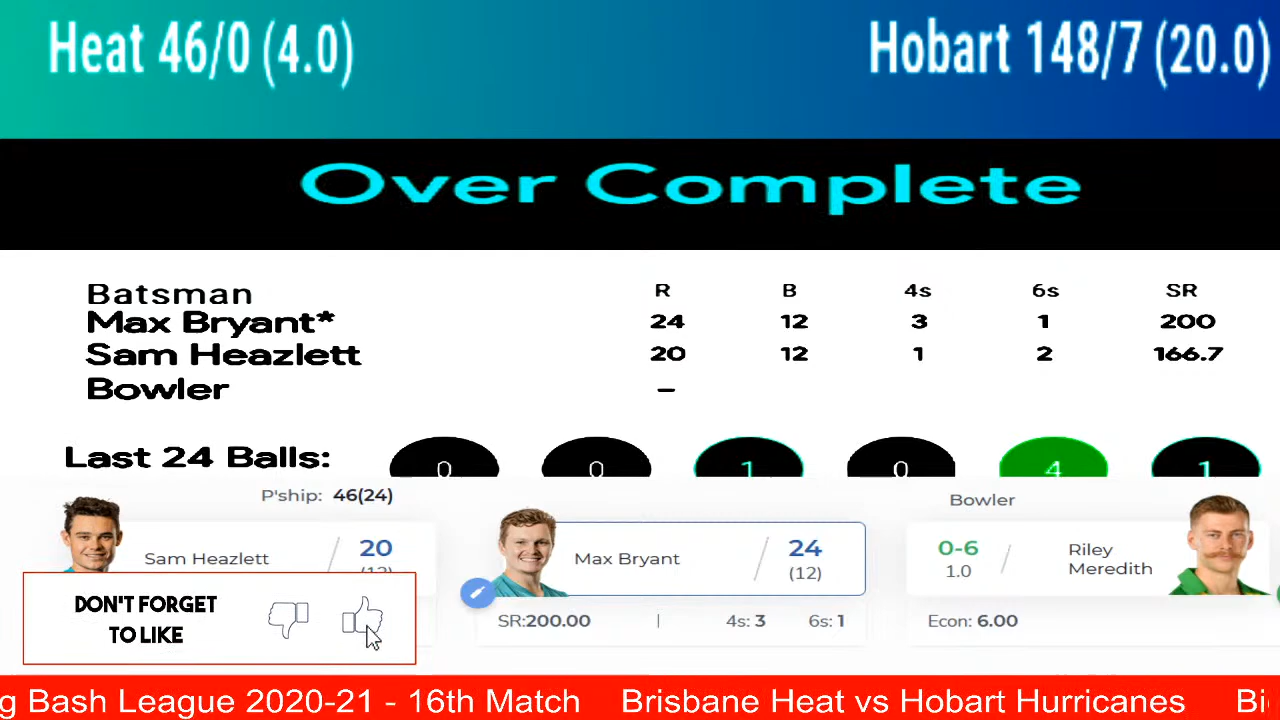 Heat 46/0 (4.0)
Hobart 148/7 (20.0)
Over Complete
Batsman R B 4s 6s SR
Max Bryant* 24 12 3 1 200
Sam Heazlett 20 12 1 2 166.7
Bowler –
Last 24 Balls: 0 0 1 0 4 1
P'ship: 46(24)
Bowler
Sam Heazlett 20
Max Bryant 24
(12)
0-6
1.0
Riley
Meredith
DON'T FORGET
TO LIKE
SR:200.00 | 4s: 3 6s: 1
Econ: 6.00
g Bash League 2020-21 - 16th Match Brisbane Heat vs Hobart Hurricanes Bi